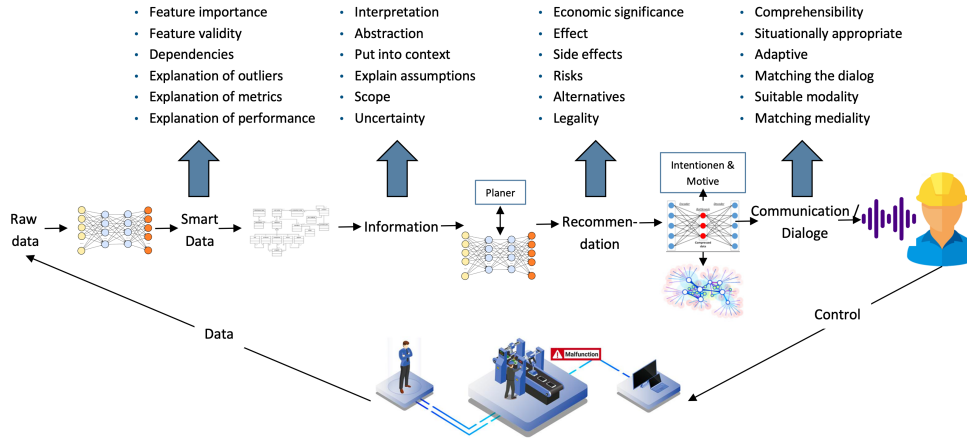 • Feature importance
• Feature validity
• Dependencies
• Explanation of outliers
• Explanation of metrics
• Explanation of performance
• Interpretation
• Abstraction
• Put into context
• Explain assumptions
• Scope
• Uncertainty
• Economic significance
• Effect
• Side effects
• Risks
• Alternatives
• Legality
• Comprehensibility
• Situationally appropriate
• Adaptive
• Matching the dialog
• Suitable modality
• Matching mediality
Raw
data
Smart
Data
Information
Planer
Recommen-
dation
Intentionen &
Motive
Communication /
Dialoge
Data
Control
Malfunction